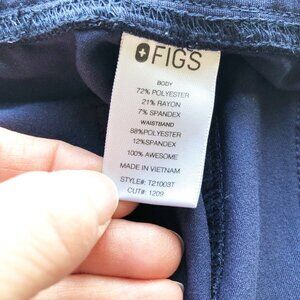 FIGS
BODY
72% POLYESTER
21% RAYON
7% SPANDEX
WAISTBAND
88%POLYESTER
12%SPANDEX
100% AWESOME
MADE IN VIETNAM
STYLE#: T21003T
CUT#: 1209